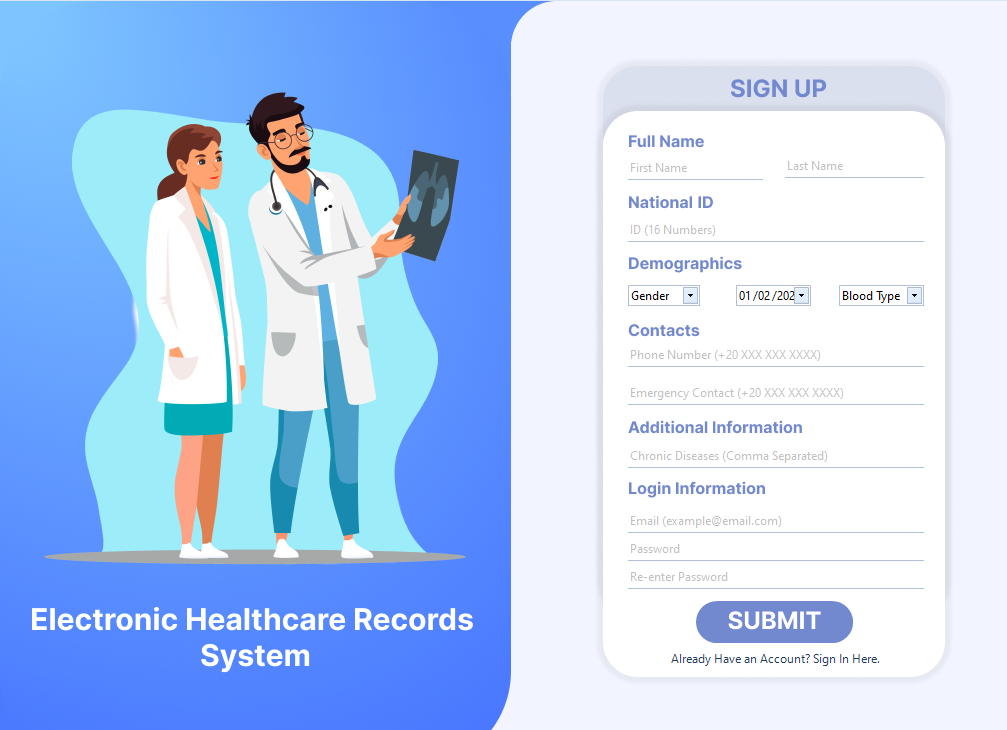 Electronic Healthcare Records
System
SIGN UP
Full Name
First Name Last Name
National ID
ID (16 Numbers)
Demographics
Gender 01/02/202 Blood Type
Contacts
Phone Number (+20 XXX XXX XXXX)
Emergency Contact (+20 XXX XXX XXXX)
Additional Information
Chronic Diseases (Comma Separated)
Login Information
Email (example@email.com)
Password
Re-enter Password
SUBMIT
Already Have an Account? Sign In Here.